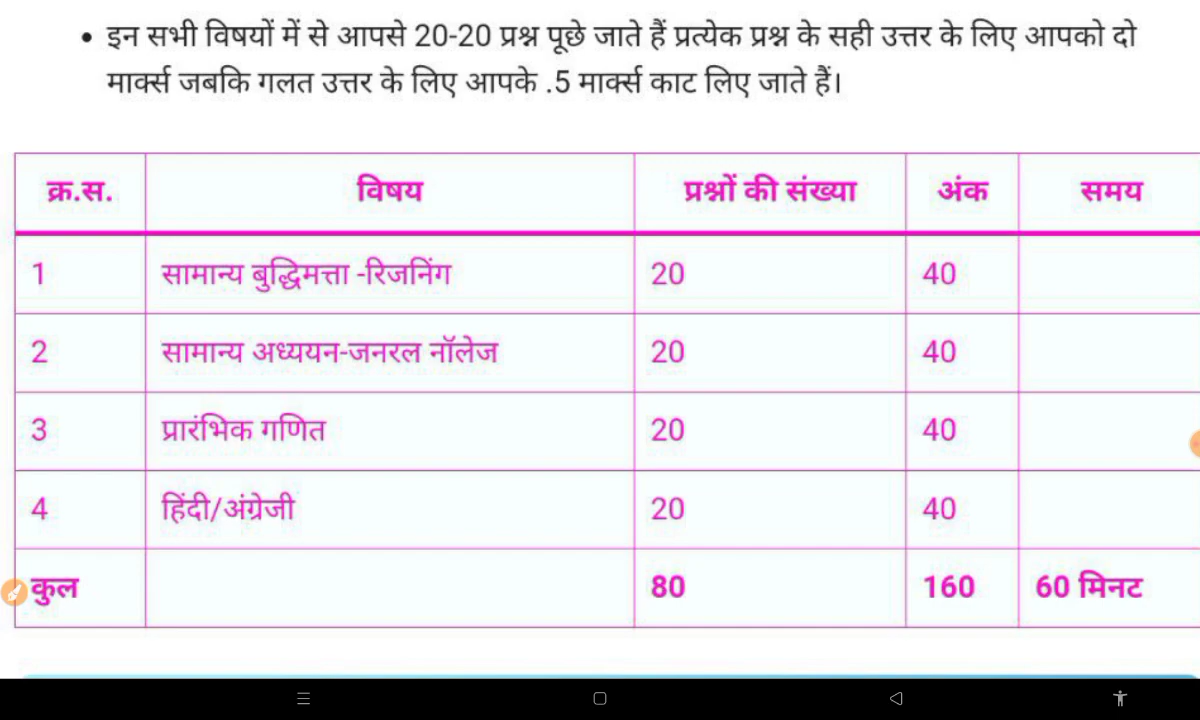 • इन सभी विषयों में से आपसे 20-20 प्रश्न पूछे जाते हैं प्रत्येक प्रश्न के सही उत्तर के लिए आपको दो
मार्क्स जबकि गलत उत्तर के लिए आपके .5 मार्क्स काट लिए जाते हैं।
क्र.स. विषय प्रश्नों की संख्या अंक समय
1 सामान्य बुद्धिमत्ता -रिजनिंग 20 40
2 सामान्य अध्ययन-जनरल नॉलेज 20 40
3 प्रारंभिक गणित 20 40
4 हिंदी/अंग्रेजी 20 40
कुल 80 160 60 मिनट